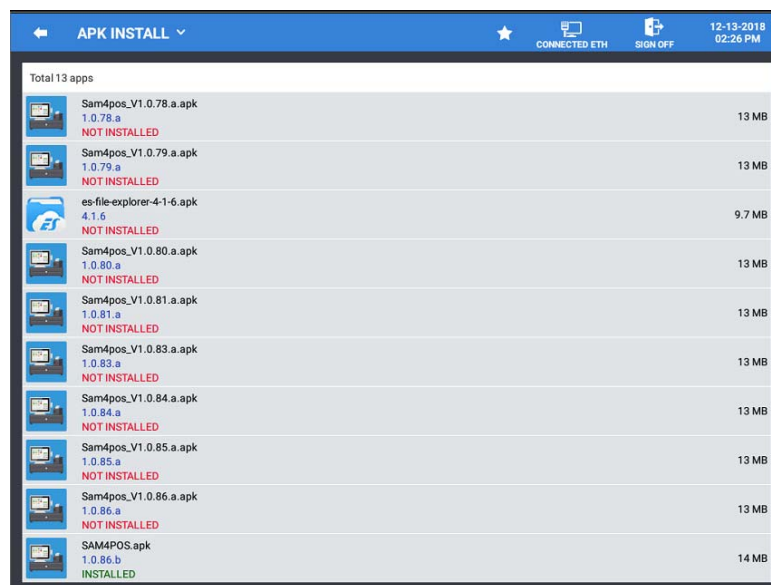 APK INSTALL
CONNECTED ETH
SIGN OFF
12-13-2018
02:26 PM
Total 13 apps
Sam4pos_V1.0.78.a.apk
1.0.78.a
13 MB
NOT INSTALLED
Sam4pos_V1.0.79.a.apk
1.0.79.a
13 MB
NOT INSTALLED
es-file-explorer-4-1-6.apk
4.1.6
9.7 MB
NOT INSTALLED
Sam4pos_V1.0.80.a.apk
1.0.80.a
13 MB
NOT INSTALLED
Sam4pos_V1.0.81.a.apk
1.0.81.a
13 MB
NOT INSTALLED
Sam4pos_V1.0.83.a.apk
1.0.83.a
13 MB
NOT INSTALLED
Sam4pos_V1.0.84.a.apk
1.0.84.a
13 MB
NOT INSTALLED
Sam4pos_V1.0.85.a.apk
1.0.85.a
13 MB
NOT INSTALLED
Sam4pos_V1.0.86.a.apk
1.0.86.a
13 MB
NOT INSTALLED
SAM4POS.apk
1.0.86.b
14 MB
INSTALLED